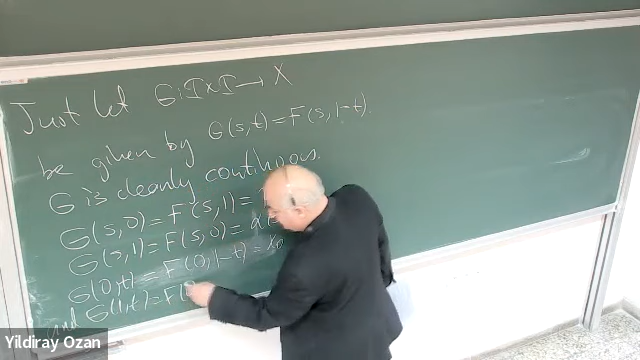 Just let G: I×I → X
be given by G(s,t) = F(s, 1-t).
G is clearly continuous.
G(s,0) = F(s,1) =
G(s,1) = F(s,0) = α
G(0,t) = F(0,1-t) = x₀
and G(1,t) = F(
Yildiray Ozan